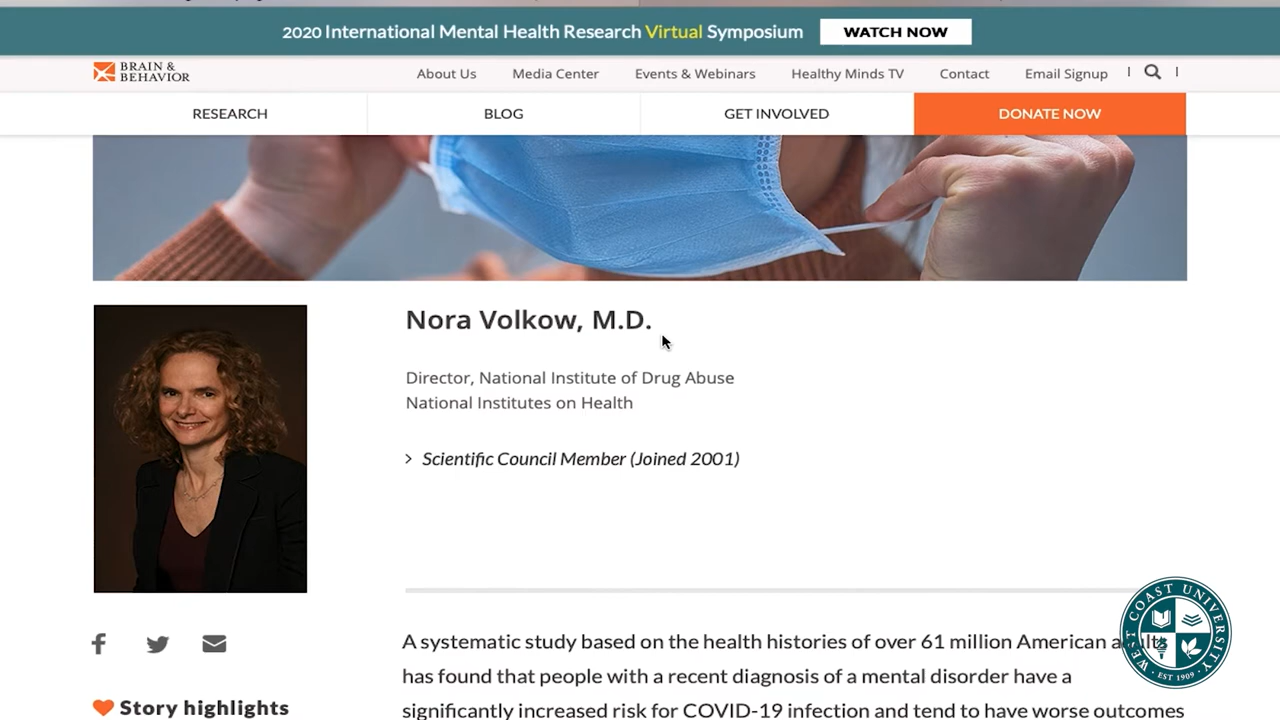 2020 International Mental Health Research Virtual Symposium WATCH NOW
BRAIN &
BEHAVIOR
About Us Media Center Events & Webinars Healthy Minds TV Contact Email Signup
RESEARCH BLOG GET INVOLVED DONATE NOW
Nora Volkow, M.D.
Director, National Institute of Drug Abuse
National Institutes on Health
> Scientific Council Member (Joined 2001)
A systematic study based on the health histories of over 61 million American adults
has found that people with a recent diagnosis of a mental disorder have a
significantly increased risk for COVID-19 infection and tend to have worse outcomes
Story highlights
WEST COAST UNIVERSITY
EST 1909